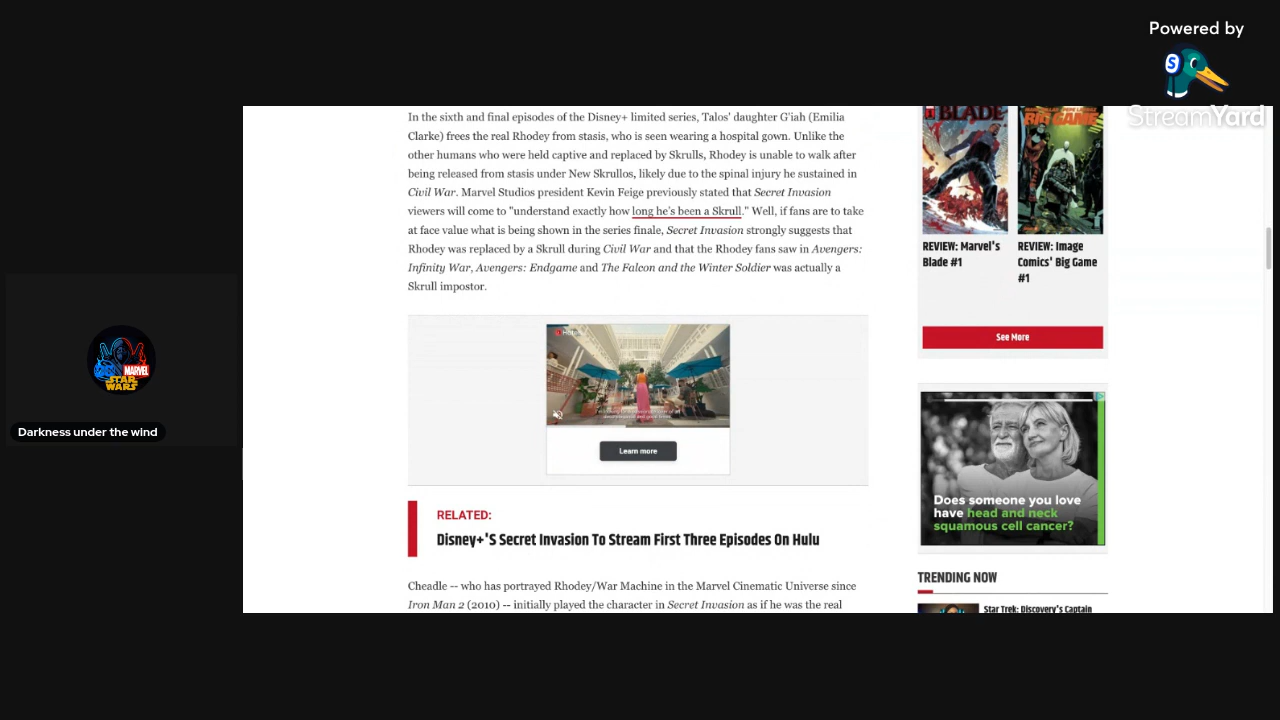 Powered by
StreamYard
In the sixth and final episodes of the Disney+ limited series, Talos' daughter G'iah (Emilia
Clarke) frees the real Rhodey from stasis, who is seen wearing a hospital gown. Unlike the
other humans who were held captive and replaced by Skrulls, Rhodey is unable to walk after
being released from stasis under New Skrullos, likely due to the spinal injury he sustained in
Civil War. Marvel Studios president Kevin Feige previously stated that Secret Invasion
viewers will come to "understand exactly how long he's been a Skrull." Well, if fans are to take
at face value what is being shown in the series finale, Secret Invasion strongly suggests that
Rhodey was replaced by a Skrull during Civil War and that the Rhodey fans saw in Avengers:
Infinity War, Avengers: Endgame and The Falcon and the Winter Soldier was actually a
Skrull impostor.
Learn more
RELATED:
Disney+'S Secret Invasion To Stream First Three Episodes On Hulu
Cheadle -- who has portrayed Rhodey/War Machine in the Marvel Cinematic Universe since
Iron Man 2 (2010) -- initially played the character in Secret Invasion as if he was the real
BLADE
BIG GAME
REVIEW: Marvel's
Blade #1
REVIEW: Image
Comics' Big Game
#1
See More
Does someone you love
have head and neck
squamous cell cancer?
TRENDING NOW
Star Trek: Discovery's Captain
MARVEL
STAR
WARS
Darkness under the wind